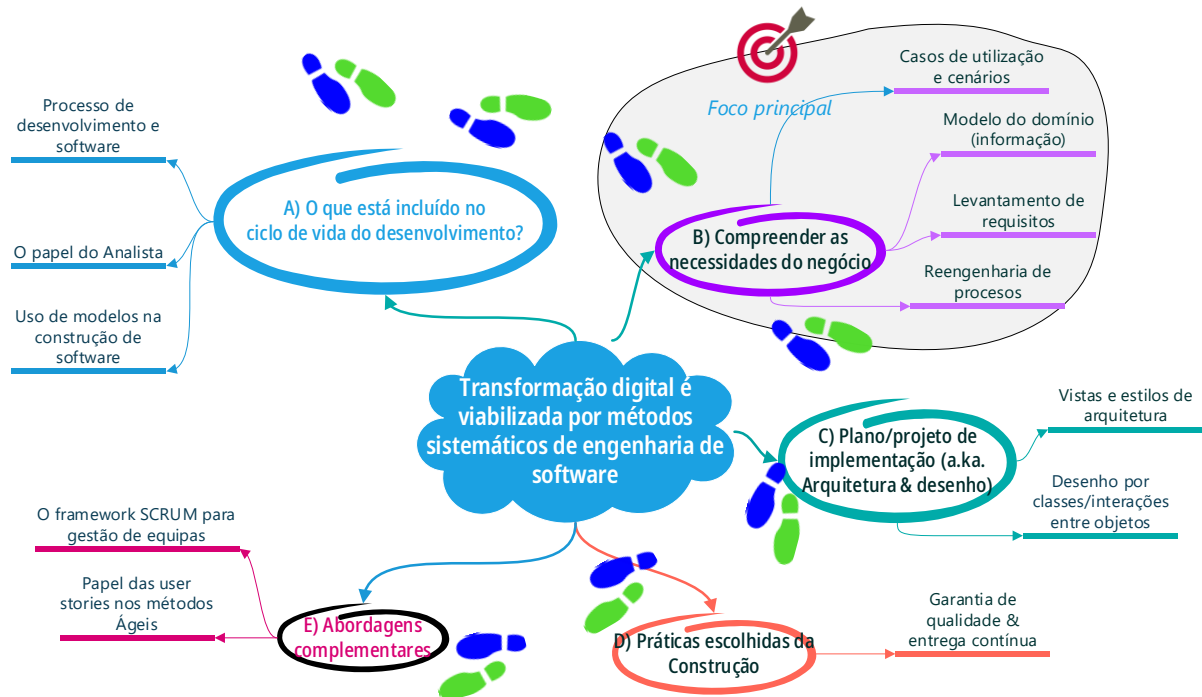 Processo de
desenvolvimento e
software
O papel do Analista
Uso de modelos na
construção de
software
A) O que está incluído no
ciclo de vida do desenvolvimento?
Foco principal
Casos de utilização
e cenários
Modelo do domínio
(informação)
Levantamento de
requisitos
Reengenharia de
procesos
B) Compreender as
necessidades do negócio
Transformação digital é
viabilizada por métodos
sistemáticos de engenharia de
software
C) Plano/projeto de
implementação (a.ka.
Arquitetura & desenho)
Vistas e estilos de
arquitetura
Desenho por
classes/interações
entre objetos
O framework SCRUM para
gestão de equipas
Papel das user
stories nos métodos
Ágeis
E) Abordagens
complementares
D) Práticas escolhidas da
Construção
Garantia de
qualidade &
entrega contínua